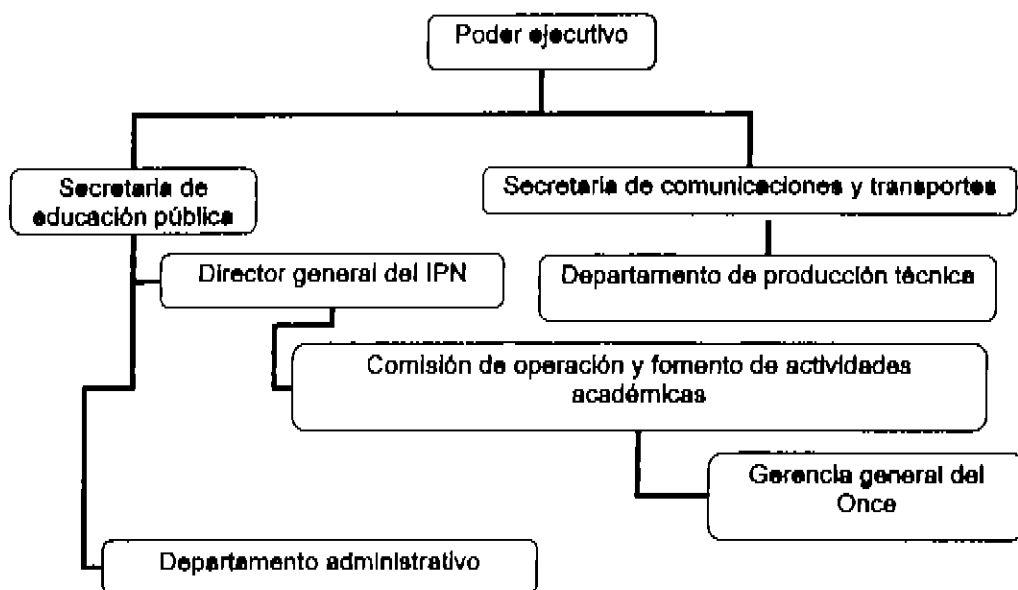 Poder ejecutivo
Secretaria de
educación pública
Secretaría de comunicaciones y transportes
Director general del IPN
Departamento de producción técnica
Comisión de operación y fomento de actividades
académicas
Gerencia general del
Once
Departamento administrativo